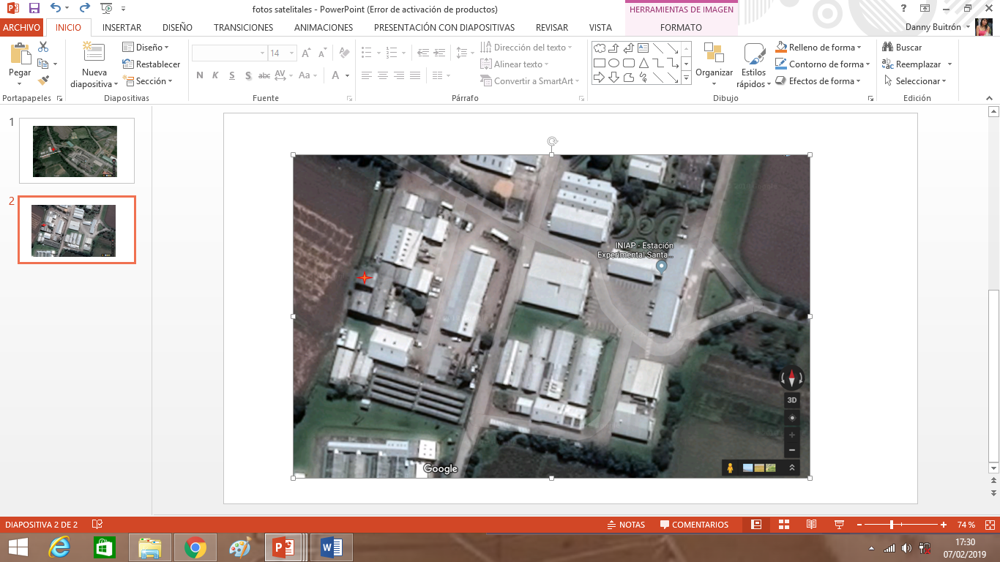 fotos satelitales - PowerPoint (Error de activación de productos)
HERRAMIENTAS DE IMAGEN
?
ARCHIVO INICIO INSERTAR DISEÑO TRANSICIONES ANIMACIONES PRESENTACIÓN CON DIAPOSITIVAS REVISAR VISTA FORMATO
Danny Buitrón
Pegar
Portapapeles
Nueva
diapositiva
Diseño
Restablecer
Sección
Diapositivas
14
N K S S abc AV Aa A
Fuente
Dirección del texto
Alinear texto
Convertir a SmartArt
Párrafo
Organizar
Estilos
rápidos
Relleno de forma
Contorno de forma
Efectos de forma
Dibujo
Buscar
Reemplazar
Seleccionar
Edición
1
2
INIAP - Estación
Experimental Santa...
3D
Google
DIAPOSITIVA 2 DE 2
NOTAS
COMENTARIOS
74 %
17:30
07/02/2019